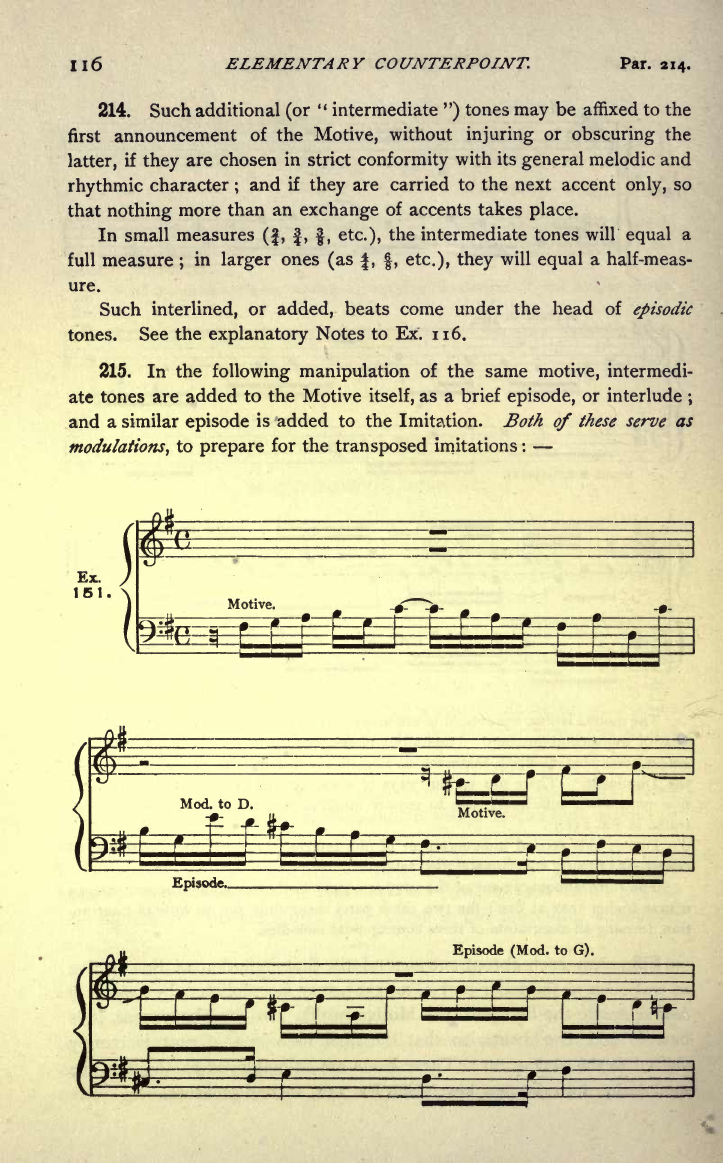 116 ELEMENTARY COUNTERPOINT. Par. 214.
214. Such additional (or “ intermediate ”) tones may be affixed to the
first announcement of the Motive, without injuring or obscuring the
latter, if they are chosen in strict conformity with its general melodic and
rhythmic character ; and if they are carried to the next accent only, so
that nothing more than an exchange of accents takes place.
In small measures (2/4, 3/4, 3/8, etc.), the intermediate tones will equal a
full measure ; in larger ones (as 4/4, 6/8, etc.), they will equal a half-meas-
ure.
Such interlined, or added, beats come under the head of episodic
tones. See the explanatory Notes to Ex. 116.
215. In the following manipulation of the same motive, intermedi-
ate tones are added to the Motive itself, as a brief episode, or interlude ;
and a similar episode is added to the Imitation. Both of these serve as
modulations, to prepare for the transposed imitations : —
Ex.
151.
Motive.
Mod. to D.
Motive.
Episode.
Episode (Mod. to G).